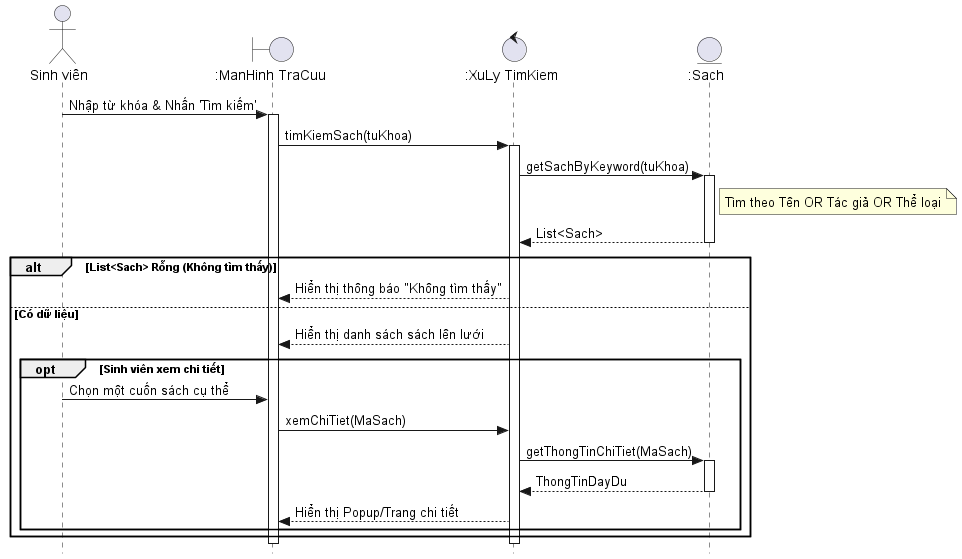 Sinh viên
:ManHinh TraCuu
:XuLy TimKiem
:Sach
Nhập từ khóa & Nhấn 'Tìm kiếm'
timKiemSach(tuKhoa)
getSachByKeyword(tuKhoa)
Tìm theo Tên OR Tác giả OR Thể loại
List<Sach>
alt
[List<Sach> Rỗng (Không tìm thấy)]
Hiển thị thông báo "Không tìm thấy"
[Có dữ liệu]
Hiển thị danh sách sách lên lưới
opt
[Sinh viên xem chi tiết]
Chọn một cuốn sách cụ thể
xemChiTiet(MaSach)
getThongTinChiTiet(MaSach)
ThongTinDayDu
Hiển thị Popup/Trang chi tiết